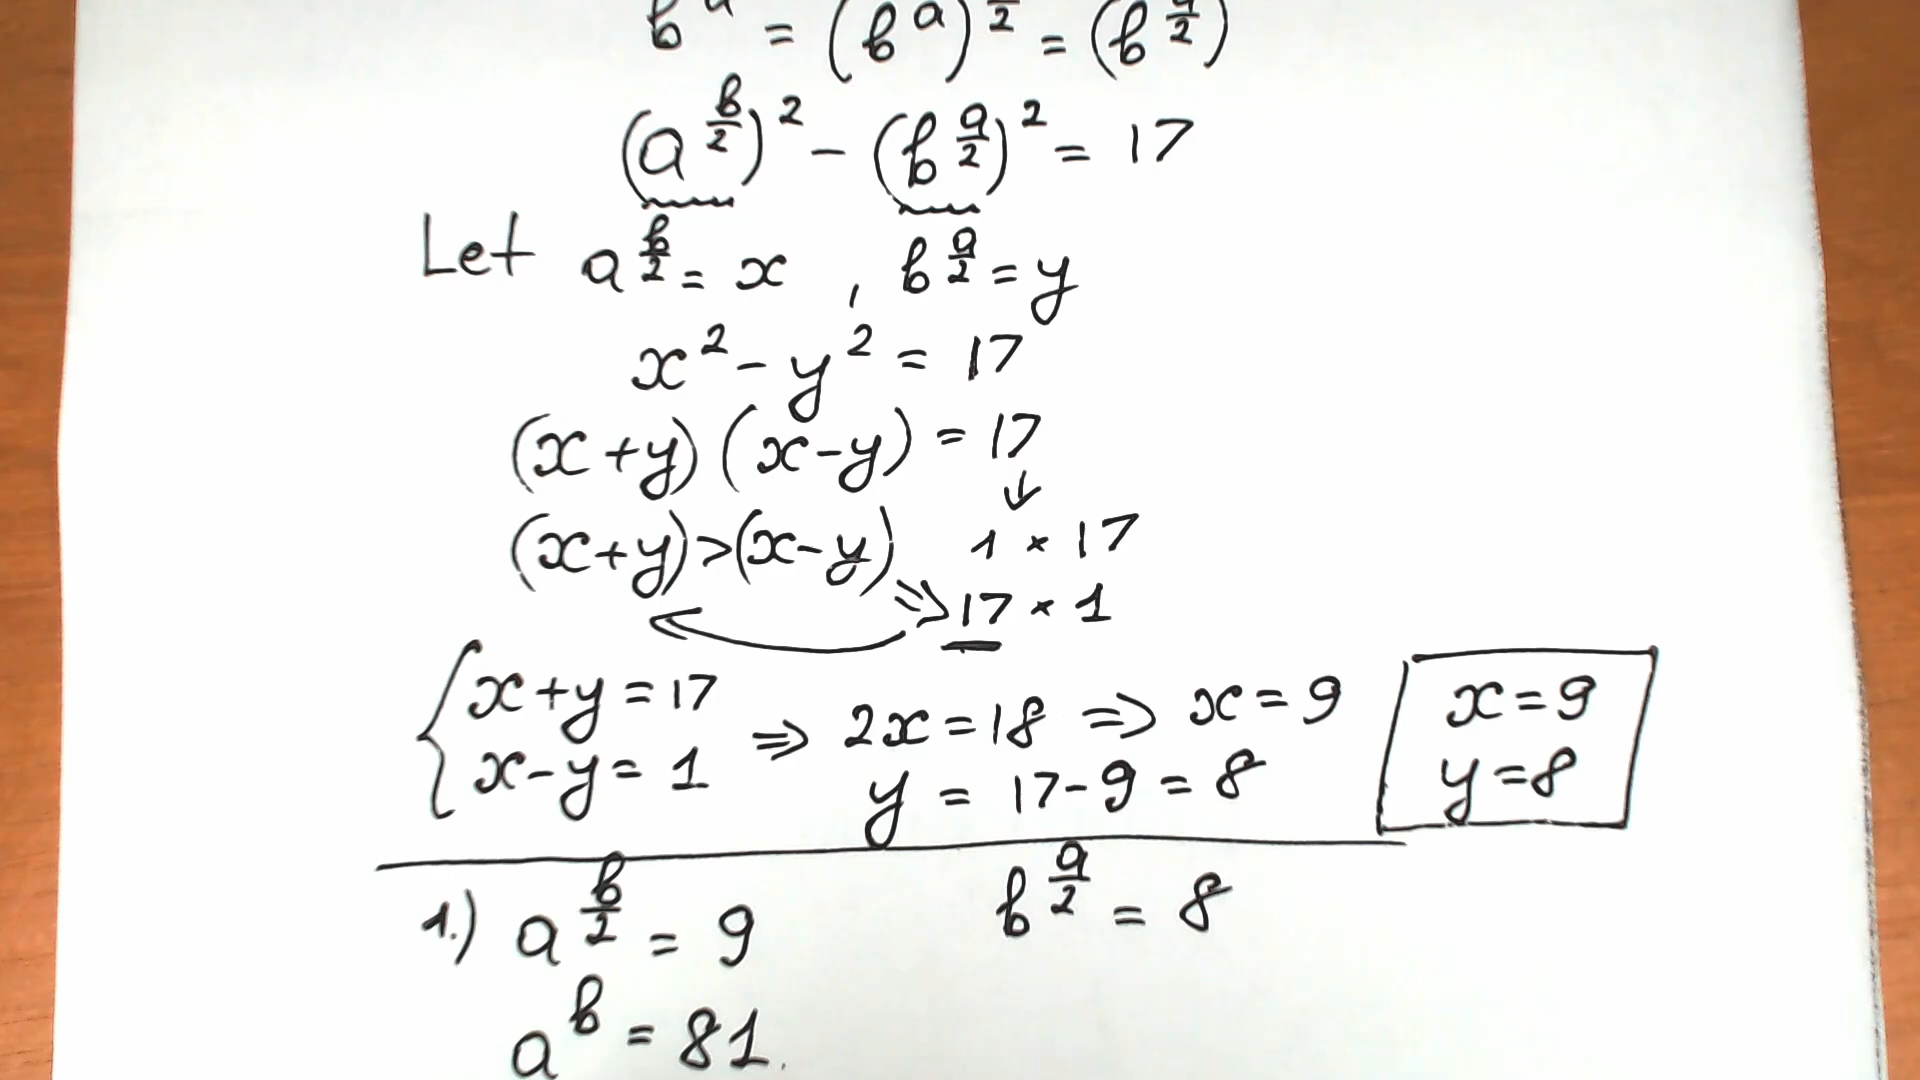 b^a = (b^a)^{2/2} = (b^{a/2})
(a^{b/2})^2 - (b^{a/2})^2 = 17
Let a^{b/2} = x , b^{a/2} = y
x^2 - y^2 = 17
(x+y)(x-y) = 17
↓
(x+y)>(x-y) 1 × 17
⇒ 17 × 1
{x+y=17
x-y=1
⇒ 2x=18 ⇒ x=9
y = 17-9 = 8
x=9
y=8
1.) a^{b/2} = 9 b^{a/2} = 8
a^b = 81.